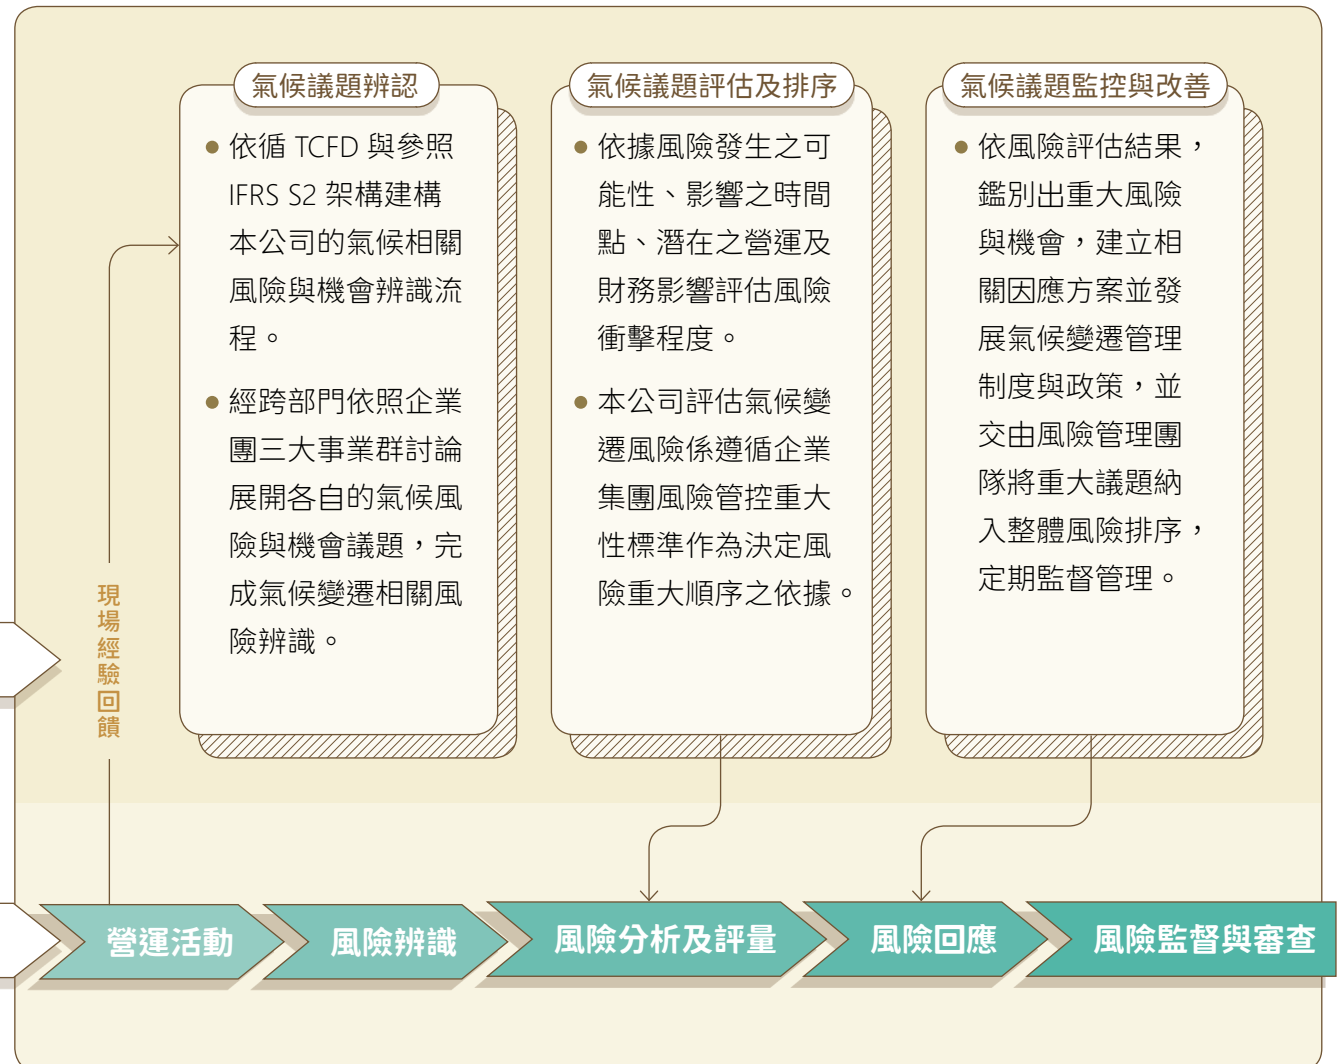 氣候議題辨認
依循 TCFD 與參照
IFRS S2 架構建構
本公司的氣候相關
風險與機會辨識流
程。
經跨部門依照企業
團三大事業群討論
展開各自的氣候風
險與機會議題，完
成氣候變遷相關風
險辨識。
氣候議題評估及排序
依據風險發生之可
能性、影響之時間
點、潛在之營運及
財務影響評估風險
衝擊程度。
本公司評估氣候變
遷風險係遵循企業
集團風險管控重大
性標準作為決定風
險重大順序之依據。
氣候議題監控與改善
依風險評估結果，
鑑別出重大風險
與機會，建立相
關因應方案並發
展氣候變遷管理
制度與政策，並
交由風險管理團
隊將重大議題納
入整體風險排序，
定期監督管理。
現場經驗回饋
營運活動
風險辨識
風險分析及評量
風險回應
風險監督與審查